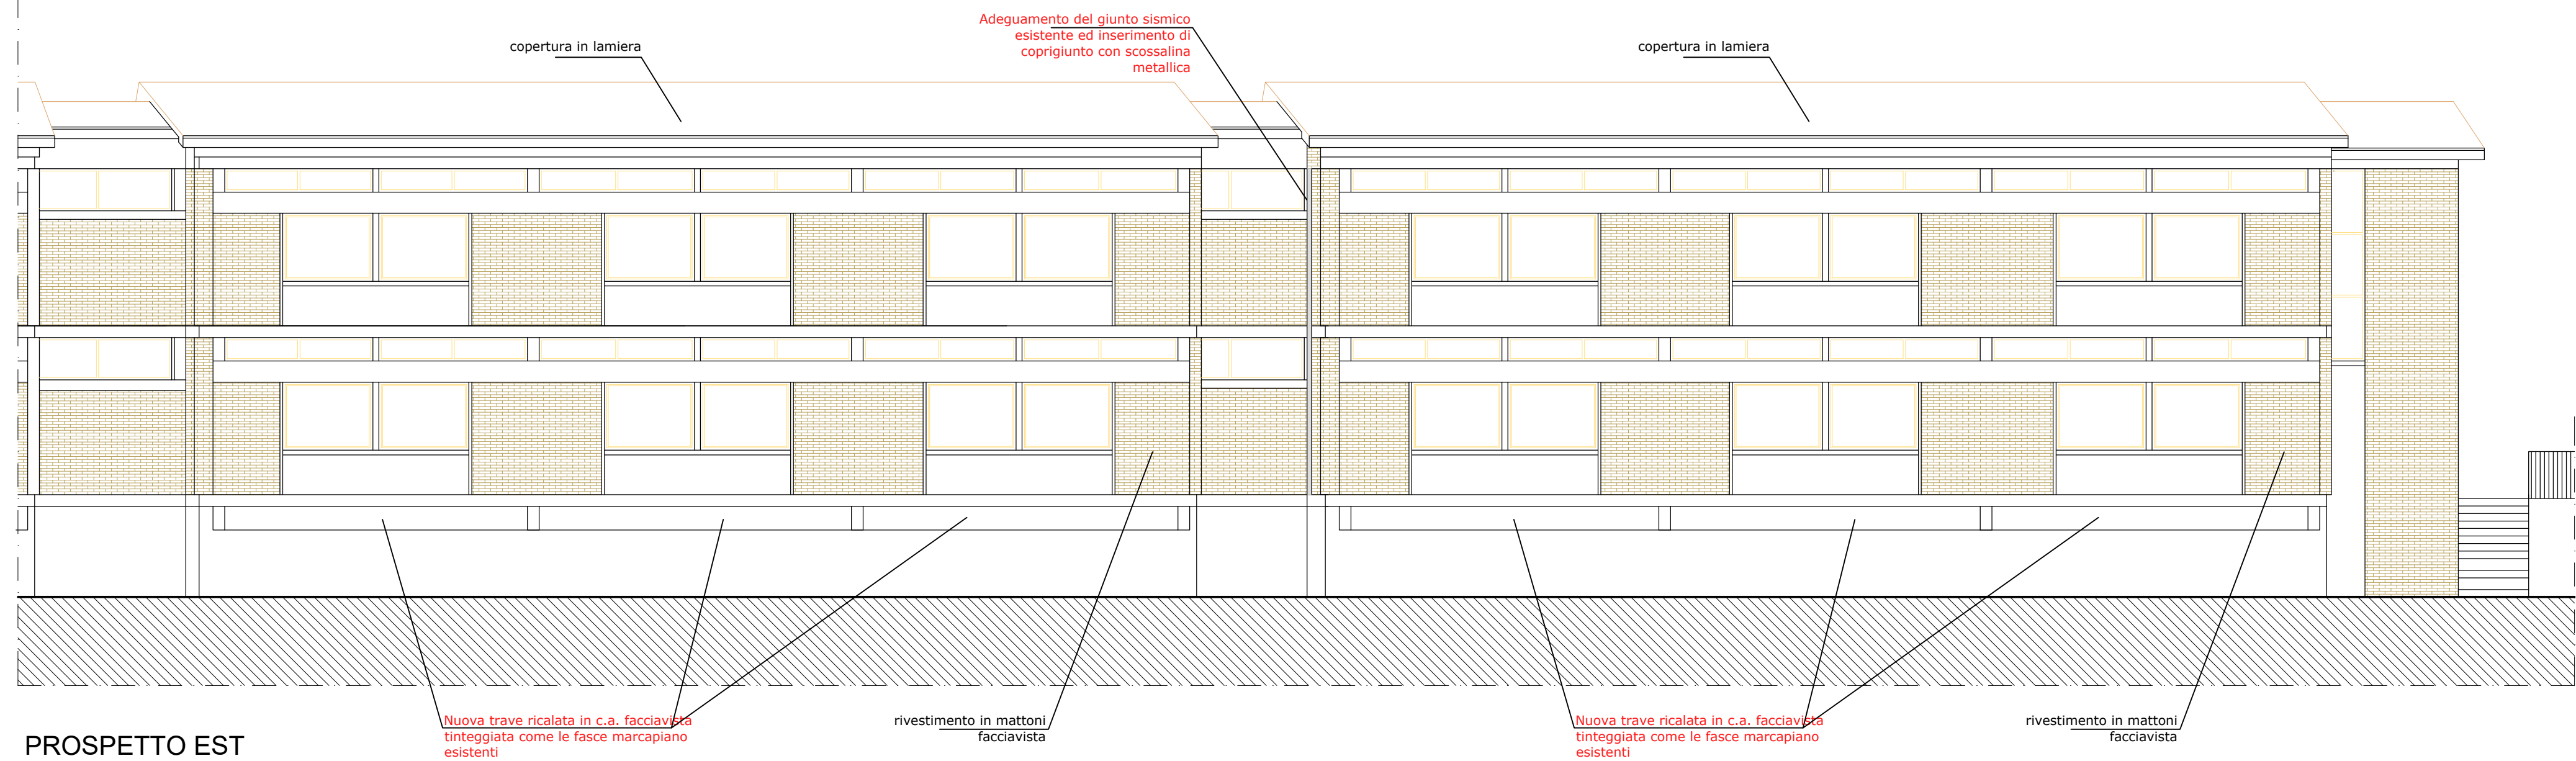 Adeguamento del giunto sismico
esistente ed inserimento di
coprigiunto con scossalina
metallica
copertura in lamiera
copertura in lamiera
Nuova trave ricalata in c.a. facciavista
tinteggiata come le fasce marcapiano
esistenti
rivestimento in mattoni
facciavista
Nuova trave ricalata in c.a. facciavista
tinteggiata come le fasce marcapiano
esistenti
rivestimento in mattoni
facciavista
PROSPETTO EST